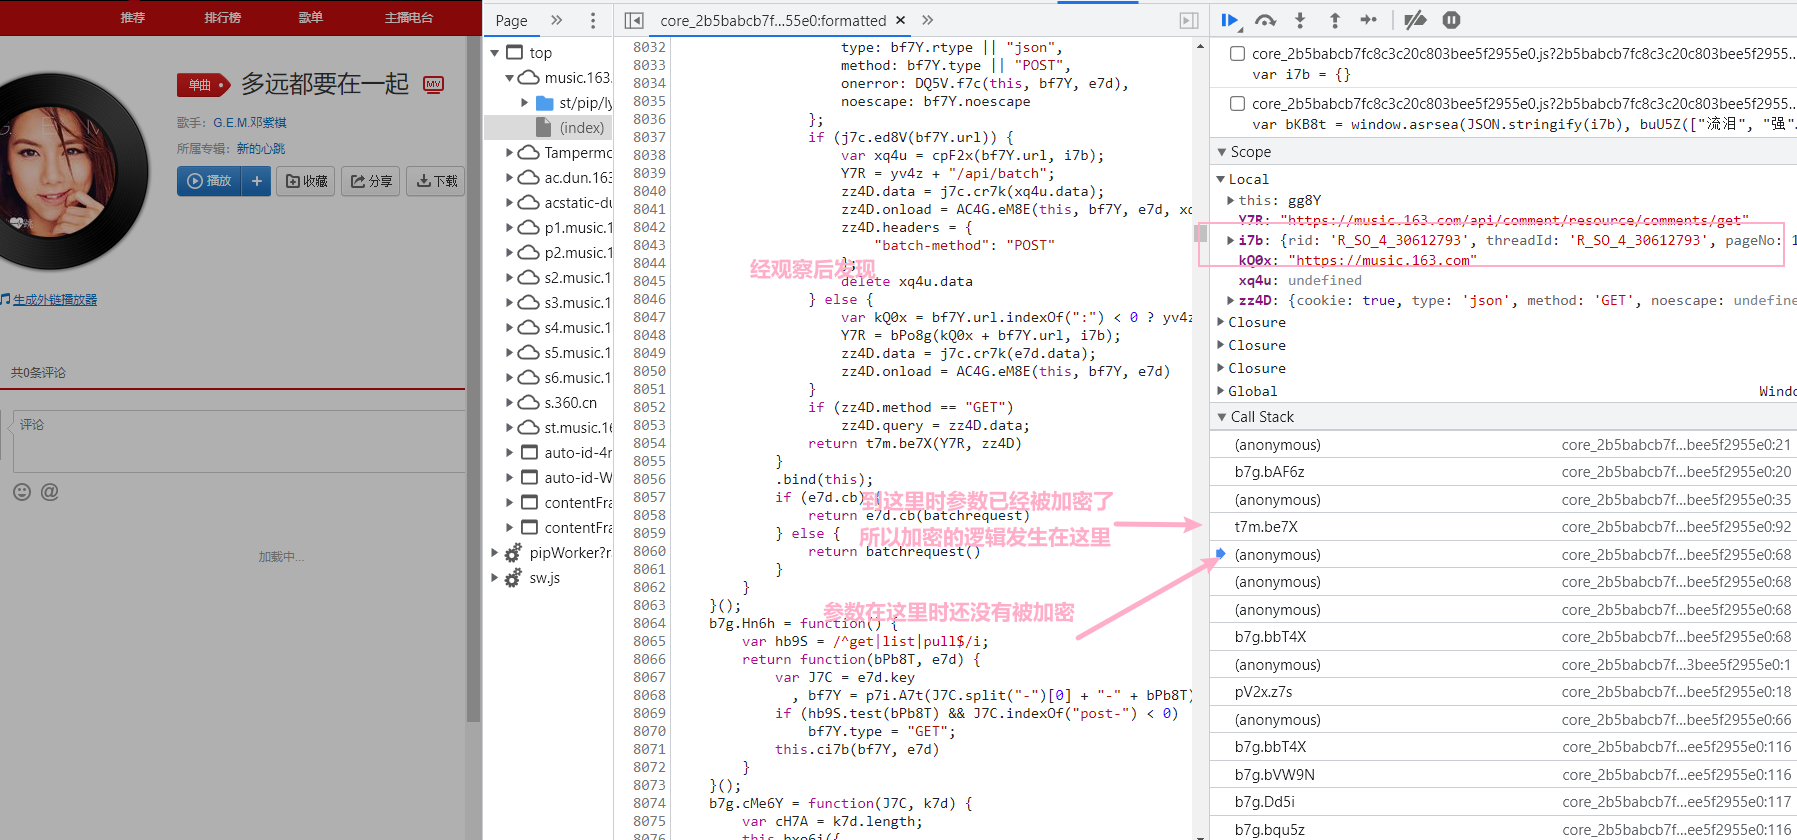 推荐 排行榜 歌单 主播电台
单曲 多远都要在一起 MV
歌手：G.E.M.邓紫棋
所属专辑：新的心跳
播放 + 收藏 分享 下载
生成外链播放器
共0条评论
评论
加载中...
Page
top
music.163.
st/pip/ly
(index)
Tampermo
ac.dun.163
acstatic-du
p1.music.1
p2.music.1
s2.music.1
s3.music.1
s4.music.1
s5.music.1
s6.music.1
s.360.cn
st.music.16
auto-id-4r
auto-id-W
contentFra
contentFra
pipWorker?r
sw.js
core_2b5babcb7f...55e0:formatted ×
8032 type: bf7Y.rtype || "json",
8033 method: bf7Y.type || "POST",
8034 onerror: DQ5V.f7c(this, bf7Y, e7d),
8035 noescape: bf7Y.noescape
8036 };
8037 if (j7c.ed8V(bf7Y.url)) {
8038 var xq4u = cpF2x(bf7Y.url, i7b);
8039 Y7R = yv4z + "/api/batch";
8040 zz4D.data = j7c.cr7k(xq4u.data);
8041 zz4D.onload = AC4G.eM8E(this, bf7Y, e7d, xq
8042 zz4D.headers = {
8043 "batch-method": "POST"
8044 };
8045 delete xq4u.data
8046 } else {
8047 var kQ0x = bf7Y.url.indexOf(":") < 0 ? yv4z
8048 Y7R = bPo8g(kQ0x + bf7Y.url, i7b);
8049 zz4D.data = j7c.cr7k(e7d.data);
8050 zz4D.onload = AC4G.eM8E(this, bf7Y, e7d)
8051 }
8052 if (zz4D.method == "GET")
8053 zz4D.query = zz4D.data;
8054 return t7m.be7X(Y7R, zz4D)
8055 }
8056 .bind(this);
8057 if (e7d.cb) {
8058 return e7d.cb(batchrequest)
8059 } else {
8060 return batchrequest()
8061 }
8062 }
8063 }();
8064 b7g.Hn6h = function() {
8065 var hb9S = /^get|list|pull$/i;
8066 return function(bPb8T, e7d) {
8067 var J7C = e7d.key
8068 , bf7Y = p7i.A7t(J7C.split("-")[0] + "-" + bPb8T)
8069 if (hb9S.test(bPb8T) && J7C.indexOf("post-") < 0)
8070 bf7Y.type = "GET";
8071 this.ci7b(bf7Y, e7d)
8072 }
8073 }();
8074 b7g.cMe6Y = function(J7C, k7d) {
8075 var cH7A = k7d.length;
经观察后发现
到这里时参数已经被加密了
所以加密的逻辑发生在这里
参数在这里时还没有被加密
core_2b5babcb7fc8c3c20c803bee5f2955e0.js?2b5babcb7fc8c3c20c803bee5f2955...
var i7b = {}
core_2b5babcb7fc8c3c20c803bee5f2955e0.js?2b5babcb7fc8c3c20c803bee5f2955...
var bKB8t = window.asrsea(JSON.stringify(i7b), buU5Z(["流泪", "强"...
Scope
Local
this: gg8Y
Y7R: "https://music.163.com/api/comment/resource/comments/get"
i7b: {rid: 'R_SO_4_30612793', threadId: 'R_SO_4_30612793', pageNo: 1
kQ0x: "https://music.163.com"
xq4u: undefined
zz4D: {cookie: true, type: 'json', method: 'GET', noescape: undefine
Closure
Closure
Closure
Global Windo
Call Stack
(anonymous) core_2b5babcb7f...bee5f2955e0:21
b7g.bAF6z core_2b5babcb7f...bee5f2955e0:20
(anonymous) core_2b5babcb7f...bee5f2955e0:35
t7m.be7X core_2b5babcb7f...bee5f2955e0:92
(anonymous) core_2b5babcb7f...bee5f2955e0:68
(anonymous) core_2b5babcb7f...bee5f2955e0:68
(anonymous) core_2b5babcb7f...bee5f2955e0:68
b7g.bbT4X core_2b5babcb7f...bee5f2955e0:68
(anonymous) core_2b5babcb7f...3bee5f2955e0:1
pV2x.z7s core_2b5babcb7f...bee5f2955e0:18
(anonymous) core_2b5babcb7f...bee5f2955e0:66
b7g.bbT4X core_2b5babcb7f...ee5f2955e0:116
b7g.bVW9N core_2b5babcb7f...ee5f2955e0:116
b7g.Dd5i core_2b5babcb7f...ee5f2955e0:117
b7g.bqu5z core_2b5babcb7f...ee5f2955e0:116